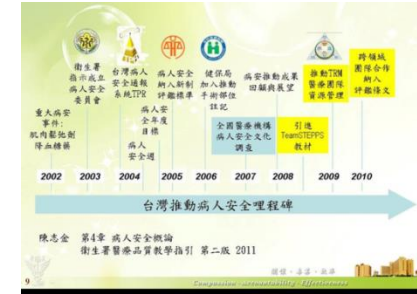 衛生署
指示成立
病人安全
委員會
台灣病人
安全通報
系統TPR
病人安全
納入新制
評鑑標準
健保局
加入推動
手術部位
註記
病安推動成果
回顧與展望
推動TRM
醫療團隊
資源管理
跨領域
團隊合作
納入
評鑑條文
重大病安
事件:
肌肉鬆弛劑
降血糖藥
病人安
全年度
目標
病人
安全週
全國醫療機構
病人安全文化
調查
引進
TeamSTEPPS
教材
2002 2003 2004 2005 2006 2007 2008 2009 2010
台灣推動病人安全哩程碑
陳志金 第4章 病人安全概論
衛生署醫療品質教學指引 第二版 2011
9
Compassion · Accountability · Effectiveness